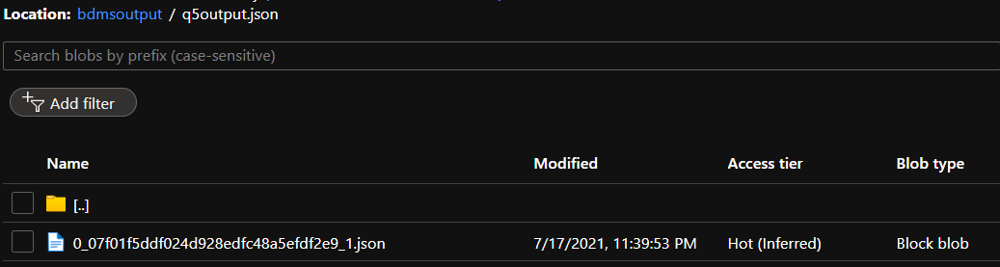 Location: bdmsoutput / q5output.json
Search blobs by prefix (case-sensitive)
Add filter
Name Modified Access tier Blob type
[..]
0_07f01f5ddf024d928edfc48a5efdf2e9_1.json 7/17/2021, 11:39:53 PM Hot (Inferred) Block blob